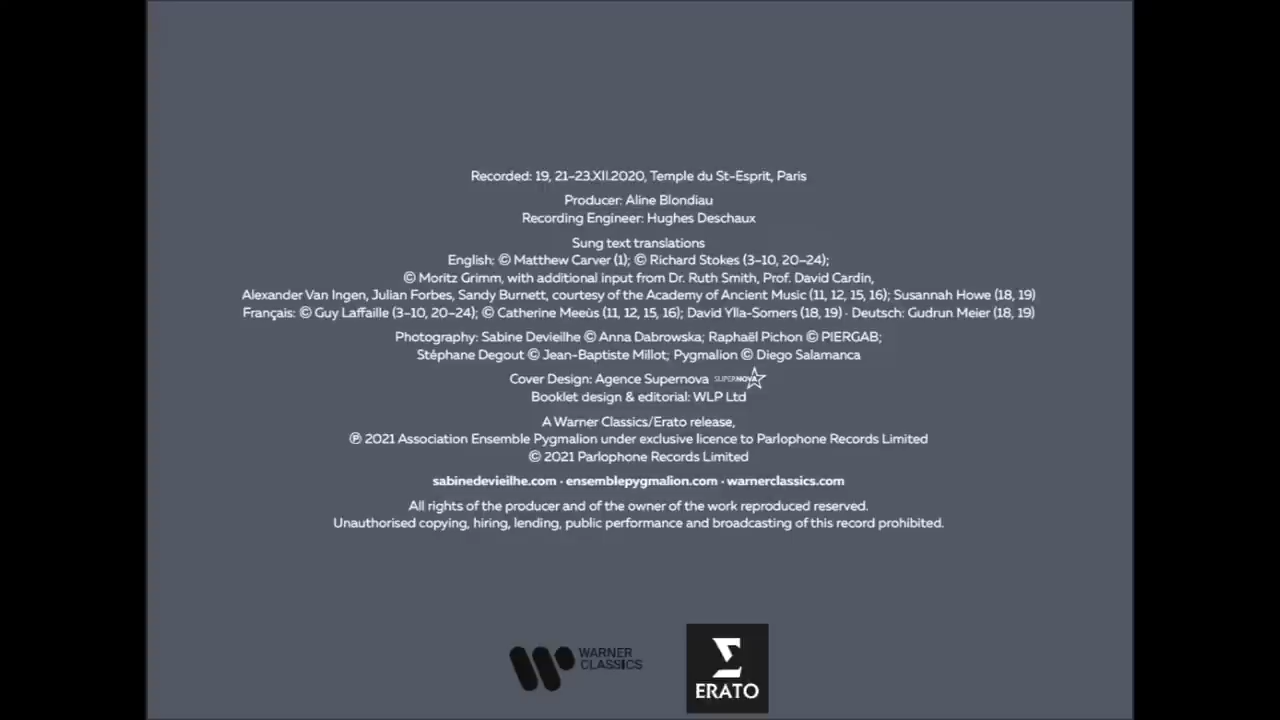 Recorded: 19, 21–23.XII.2020, Temple du St-Esprit, Paris
Producer: Aline Blondiau
Recording Engineer: Hughes Deschaux
Sung text translations
English: © Matthew Carver (1); © Richard Stokes (3–10, 20–24);
© Moritz Grimm, with additional input from Dr. Ruth Smith, Prof. David Cardin,
Alexander Van Ingen, Julian Forbes, Sandy Burnett, courtesy of the Academy of Ancient Music (11, 12, 15, 16); Susannah Howe (18, 19)
Français: © Guy Laffaille (3–10, 20–24); © Catherine Meeùs (11, 12, 15, 16); David Ylla-Somers (18, 19) · Deutsch: Gudrun Meier (18, 19)
Photography: Sabine Devieilhe © Anna Dabrowska; Raphaël Pichon © PIERGAB;
Stéphane Degout © Jean-Baptiste Millot; Pygmalion © Diego Salamanca
Cover Design: Agence Supernova SUPERNOVA
Booklet design & editorial: WLP Ltd
A Warner Classics/Erato release,
℗ 2021 Association Ensemble Pygmalion under exclusive licence to Parlophone Records Limited
© 2021 Parlophone Records Limited
sabinedevieilhe.com · ensemblepygmalion.com · warnerclassics.com
All rights of the producer and of the owner of the work reproduced reserved.
Unauthorised copying, hiring, lending, public performance and broadcasting of this record prohibited.
WARNER
CLASSICS
ERATO